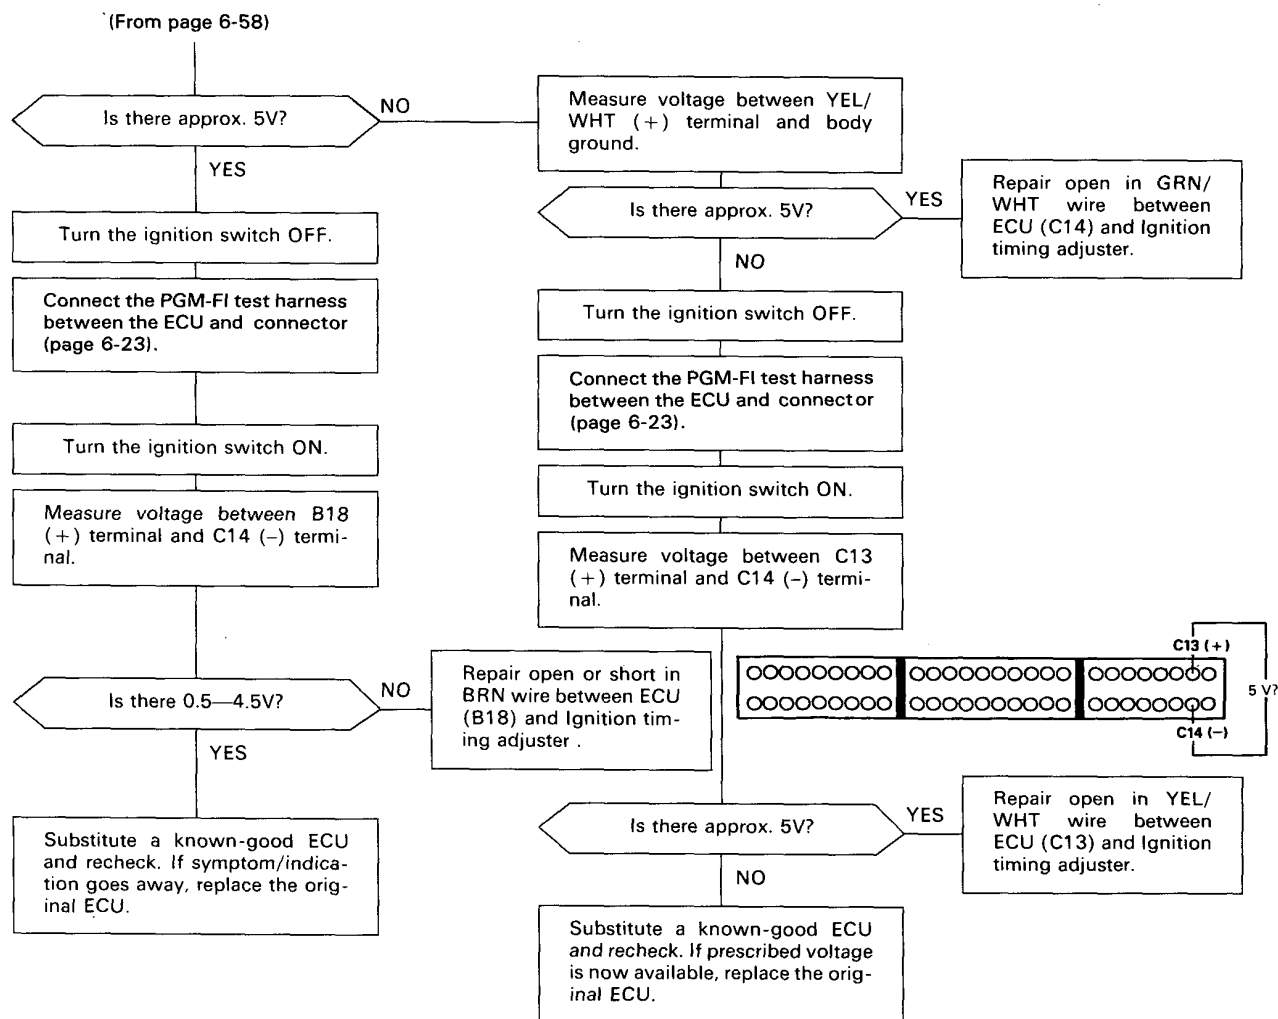 (From page 6-58)
Is there approx. 5V?
NO
YES
Measure voltage between YEL/
WHT (+) terminal and body
ground.
Is there approx. 5V?
YES
NO
Repair open in GRN/
WHT wire between
ECU (C14) and Ignition
timing adjuster.
Turn the ignition switch OFF.
Connect the PGM-FI test harness
between the ECU and connector
(page 6-23).
Turn the ignition switch ON.
Measure voltage between B18
(+) terminal and C14 (–) termi-
nal.
Is there 0.5—4.5V?
NO
YES
Repair open or short in
BRN wire between ECU
(B18) and Ignition tim-
ing adjuster .
Substitute a known-good ECU
and recheck. If symptom/indica-
tion goes away, replace the orig-
inal ECU.
Turn the ignition switch OFF.
Connect the PGM-FI test harness
between the ECU and connector
(page 6-23).
Turn the ignition switch ON.
Measure voltage between C13
(+) terminal and C14 (–) termi-
nal.
C13 (+)
5 V?
C14 (–)
Is there approx. 5V?
YES
NO
Repair open in YEL/
WHT wire between
ECU (C13) and Ignition
timing adjuster.
Substitute a known-good ECU
and recheck. If prescribed voltage
is now available, replace the orig-
inal ECU.